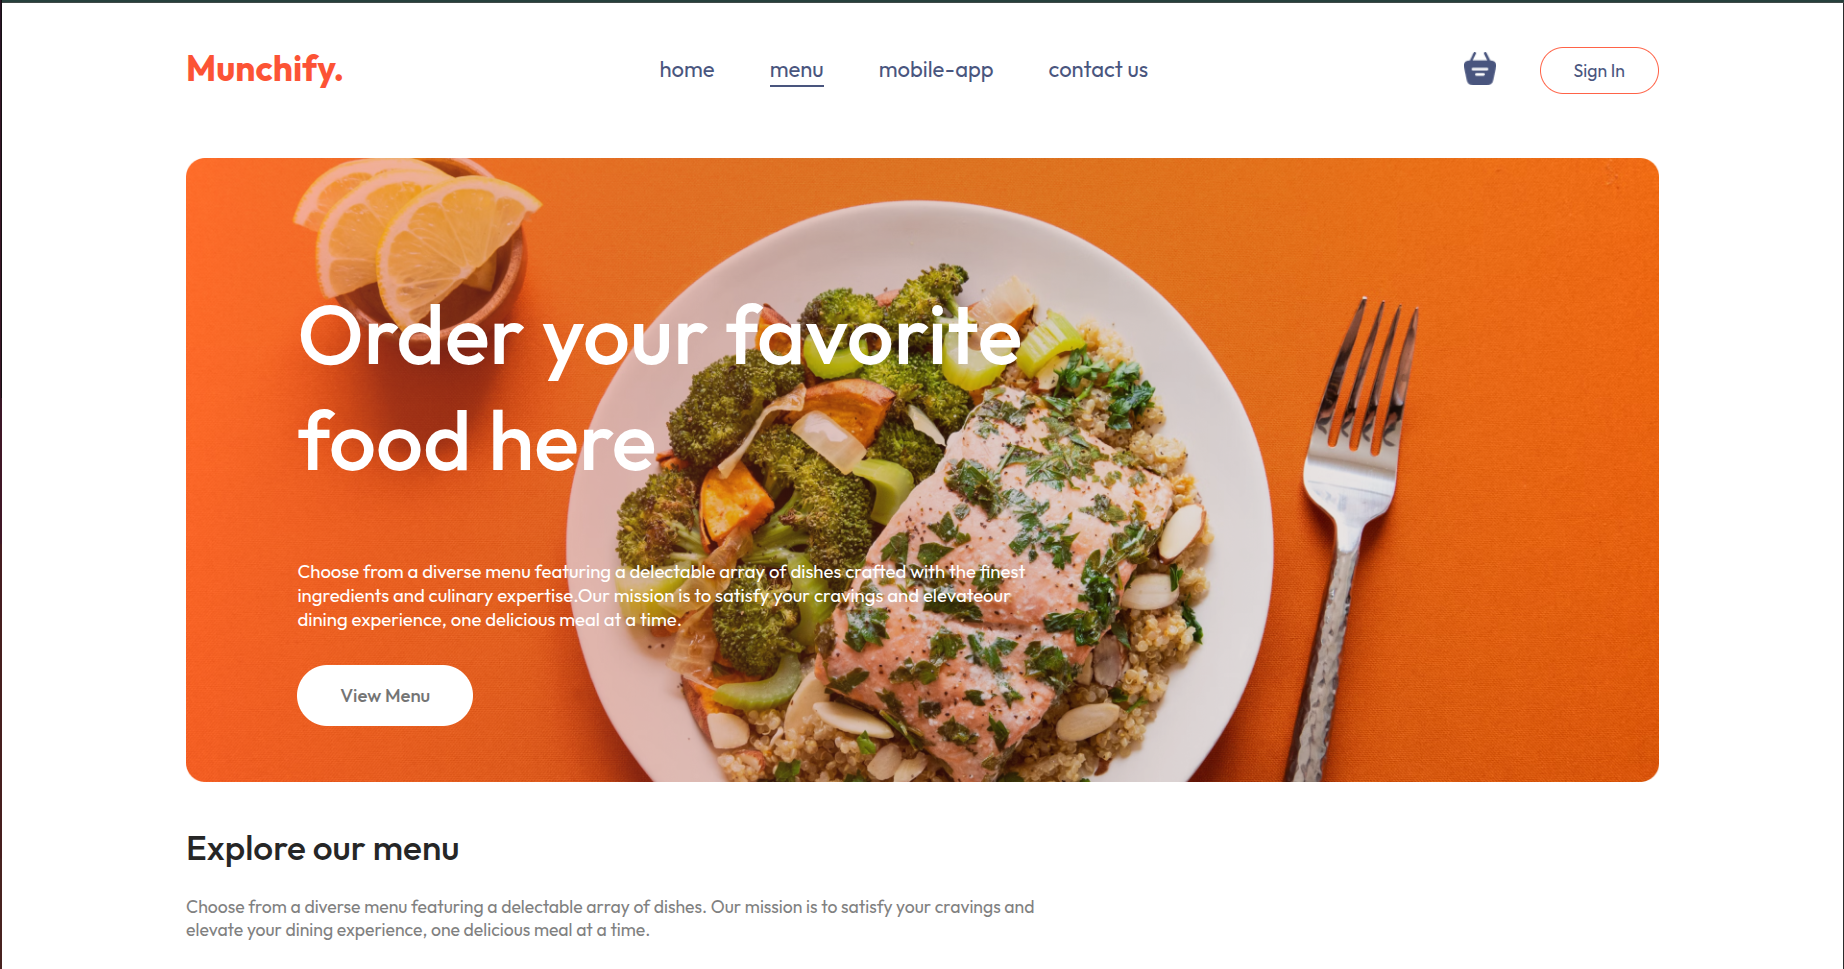 Munchify.
home menu mobile-app contact us
Sign In
Order your favorite
food here
Choose from a diverse menu featuring a delectable array of dishes crafted with the finest
ingredients and culinary expertise.Our mission is to satisfy your cravings and elevateour
dining experience, one delicious meal at a time.
View Menu
Explore our menu
Choose from a diverse menu featuring a delectable array of dishes. Our mission is to satisfy your cravings and
elevate your dining experience, one delicious meal at a time.